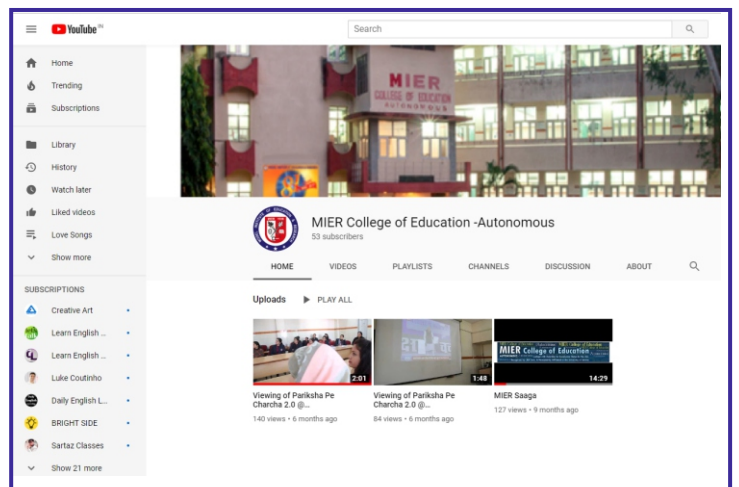 YouTube IN
Search
Home
Trending
Subscriptions
Library
History
Watch later
Liked videos
Love Songs
Show more
SUBSCRIPTIONS
Creative Art
Learn English ...
Learn English ...
Luke Coutinho
Daily English L...
BRIGHT SIDE
Sartaz Classes
Show 21 more
MIER
COLLEGE OF EDUCATION
AUTONOMOUS
MIER College of Education -Autonomous
53 subscribers
HOME VIDEOS PLAYLISTS CHANNELS DISCUSSION ABOUT
Uploads PLAY ALL
2:01
Viewing of Pariksha Pe
Charcha 2.0 @...
140 views • 6 months ago
1:48
Viewing of Pariksha Pe
Charcha 2.0 @...
84 views • 6 months ago
MIER College of Education
14:29
MIER Saaga
127 views • 9 months ago